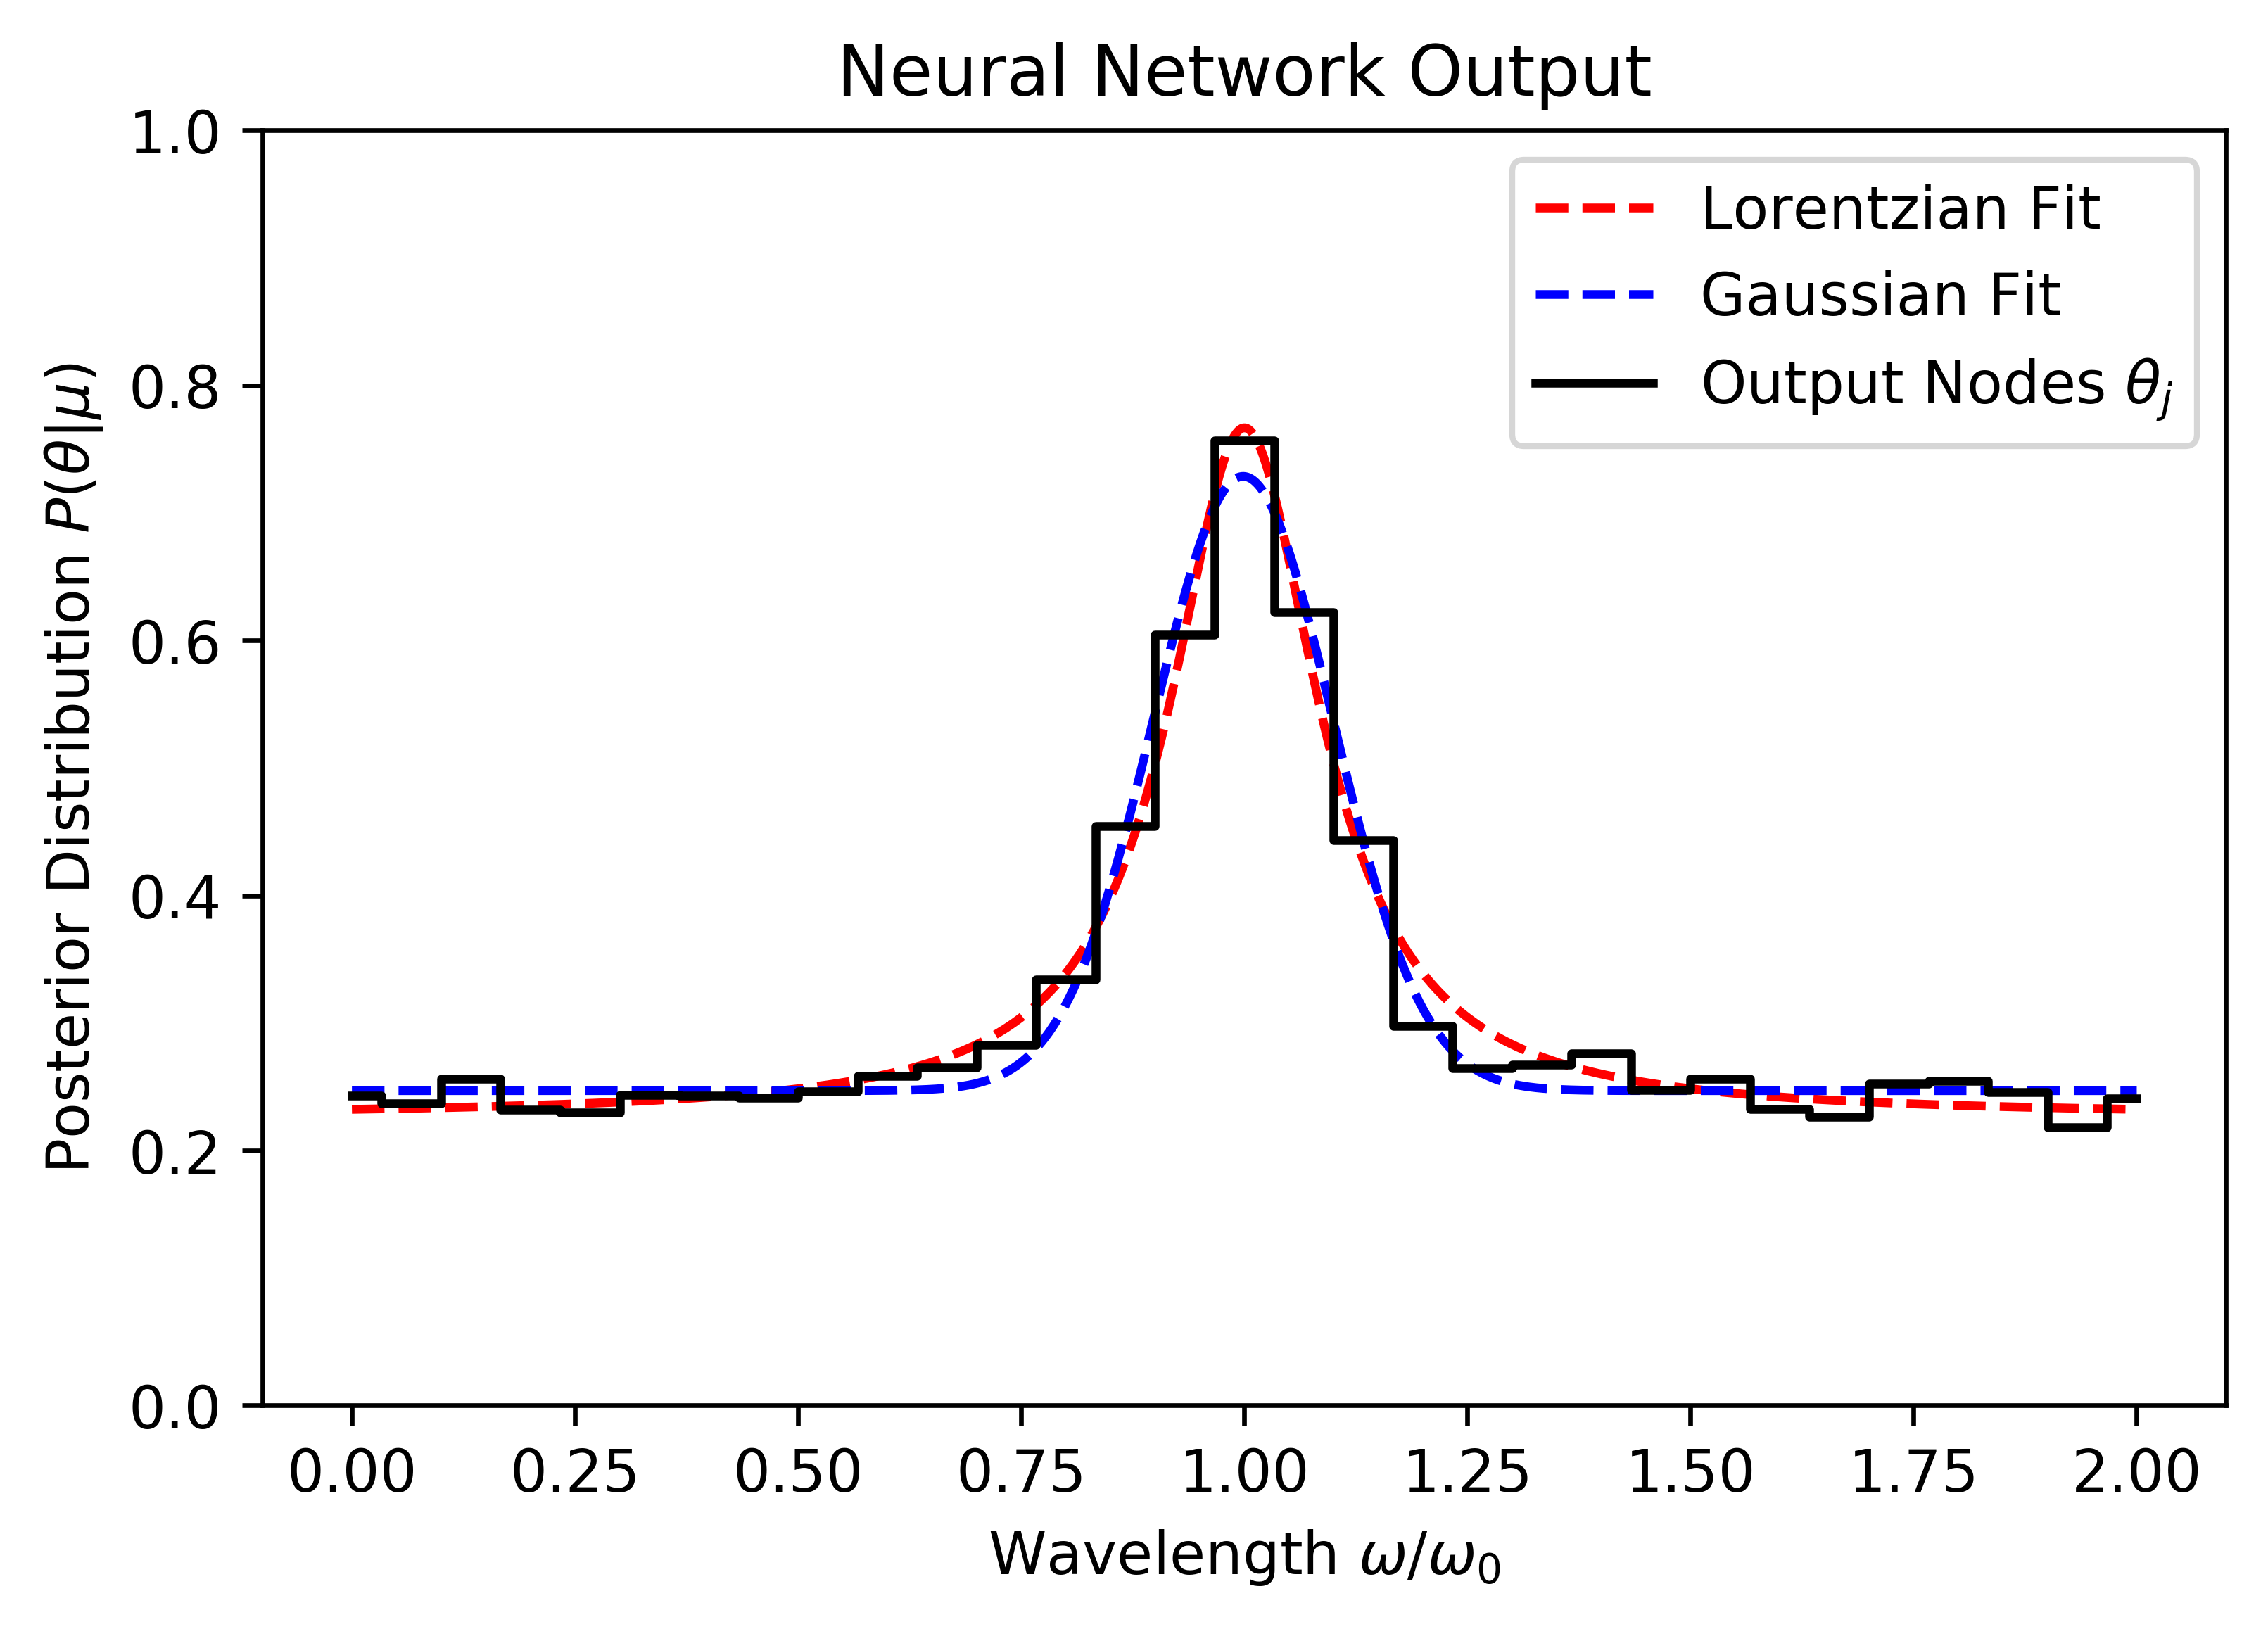 Neural Network Output
1.0
0.8
0.6
0.4
0.2
0.0
Posterior Distribution P(θ|μ)
Lorentzian Fit
Gaussian Fit
Output Nodes θj
0.00 0.25 0.50 0.75 1.00 1.25 1.50 1.75 2.00
Wavelength ω/ω0